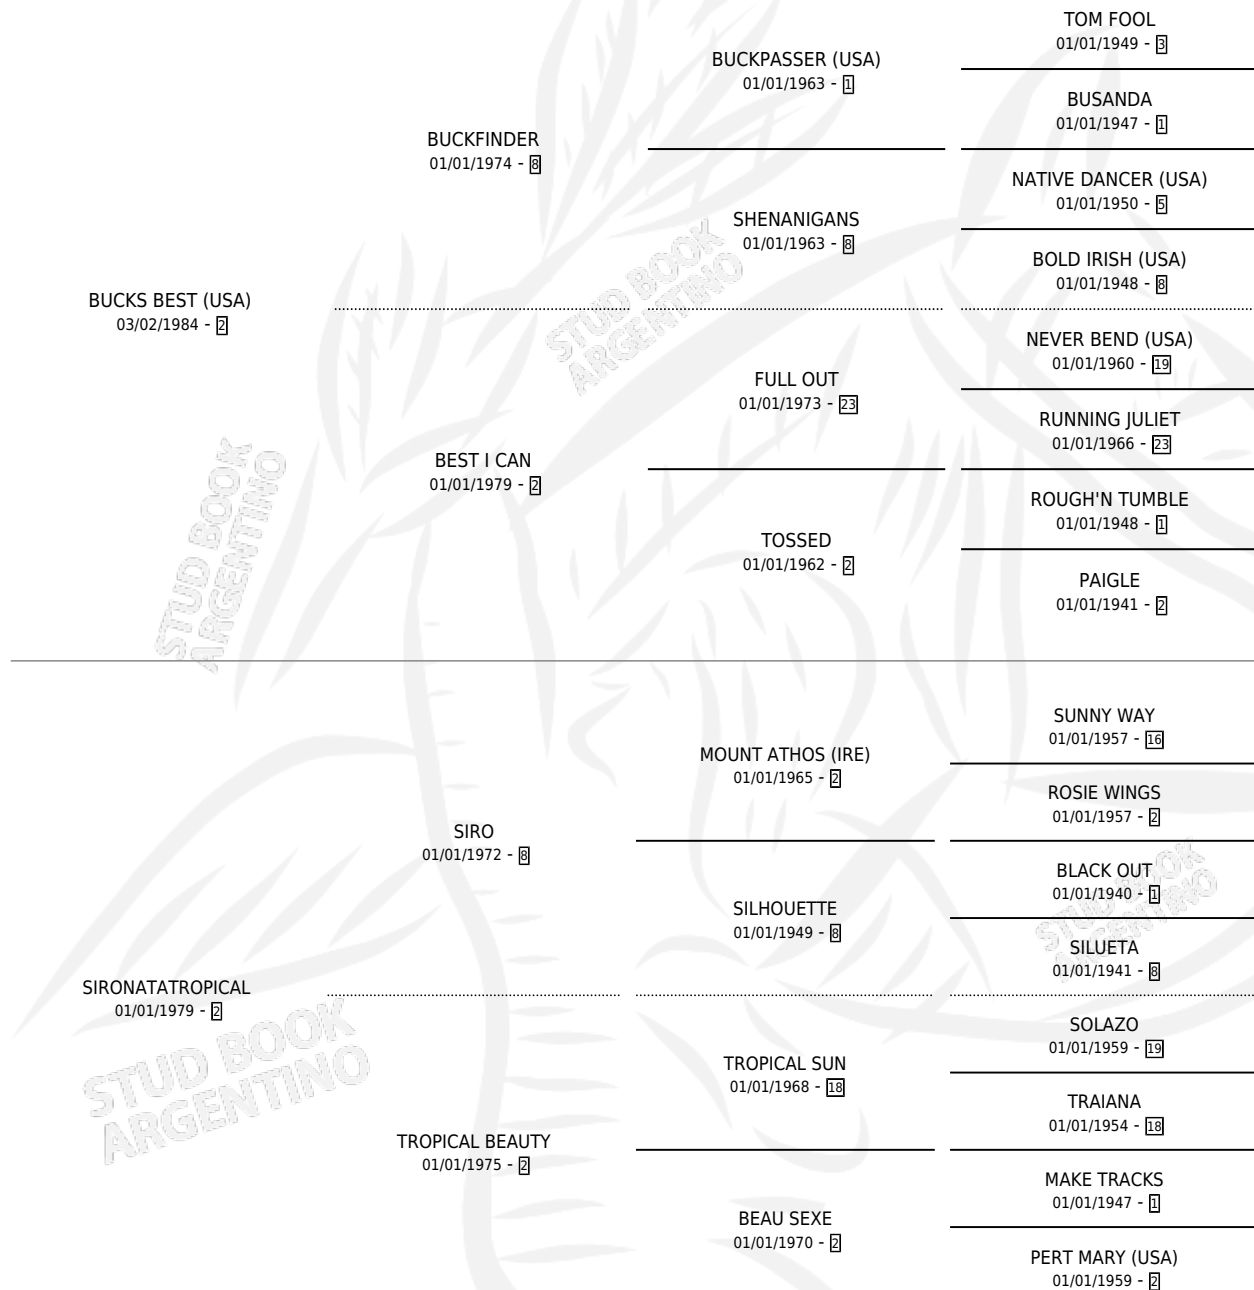 TOM FOOL
01/01/1949 - 3
BUCKPASSER (USA)
01/01/1963 - 1
BUSANDA
01/01/1947 - 1
BUCKFINDER
01/01/1974 - 8
NATIVE DANCER (USA)
01/01/1950 - 5
SHENANIGANS
01/01/1963 - 8
BOLD IRISH (USA)
01/01/1948 - 8
BUCKS BEST (USA)
03/02/1984 - 2
STUD BOOK
ARGENTINO
NEVER BEND (USA)
01/01/1960 - 19
FULL OUT
01/01/1973 - 23
RUNNING JULIET
01/01/1966 - 23
BEST I CAN
01/01/1979 - 2
ROUGH'N TUMBLE
01/01/1948 - 1
TOSSED
01/01/1962 - 2
PAIGLE
01/01/1941 - 2
STUD BOOK
ARGENTINO
SUNNY WAY
01/01/1957 - 16
MOUNT ATHOS (IRE)
01/01/1965 - 2
ROSIE WINGS
01/01/1957 - 2
SIRO
01/01/1972 - 8
BLACK OUT
01/01/1940 - 1
SILHOUETTE
01/01/1949 - 8
STUD BOOK
ARGENTINO
SILUETA
01/01/1941 - 8
SIRONATATROPICAL
01/01/1979 - 2
STUD BOOK
ARGENTINO
SOLAZO
01/01/1959 - 19
TROPICAL SUN
01/01/1968 - 18
TRAIANA
01/01/1954 - 18
TROPICAL BEAUTY
01/01/1975 - 2
MAKE TRACKS
01/01/1947 - 1
BEAU SEXE
01/01/1970 - 2
PERT MARY (USA)
01/01/1959 - 2